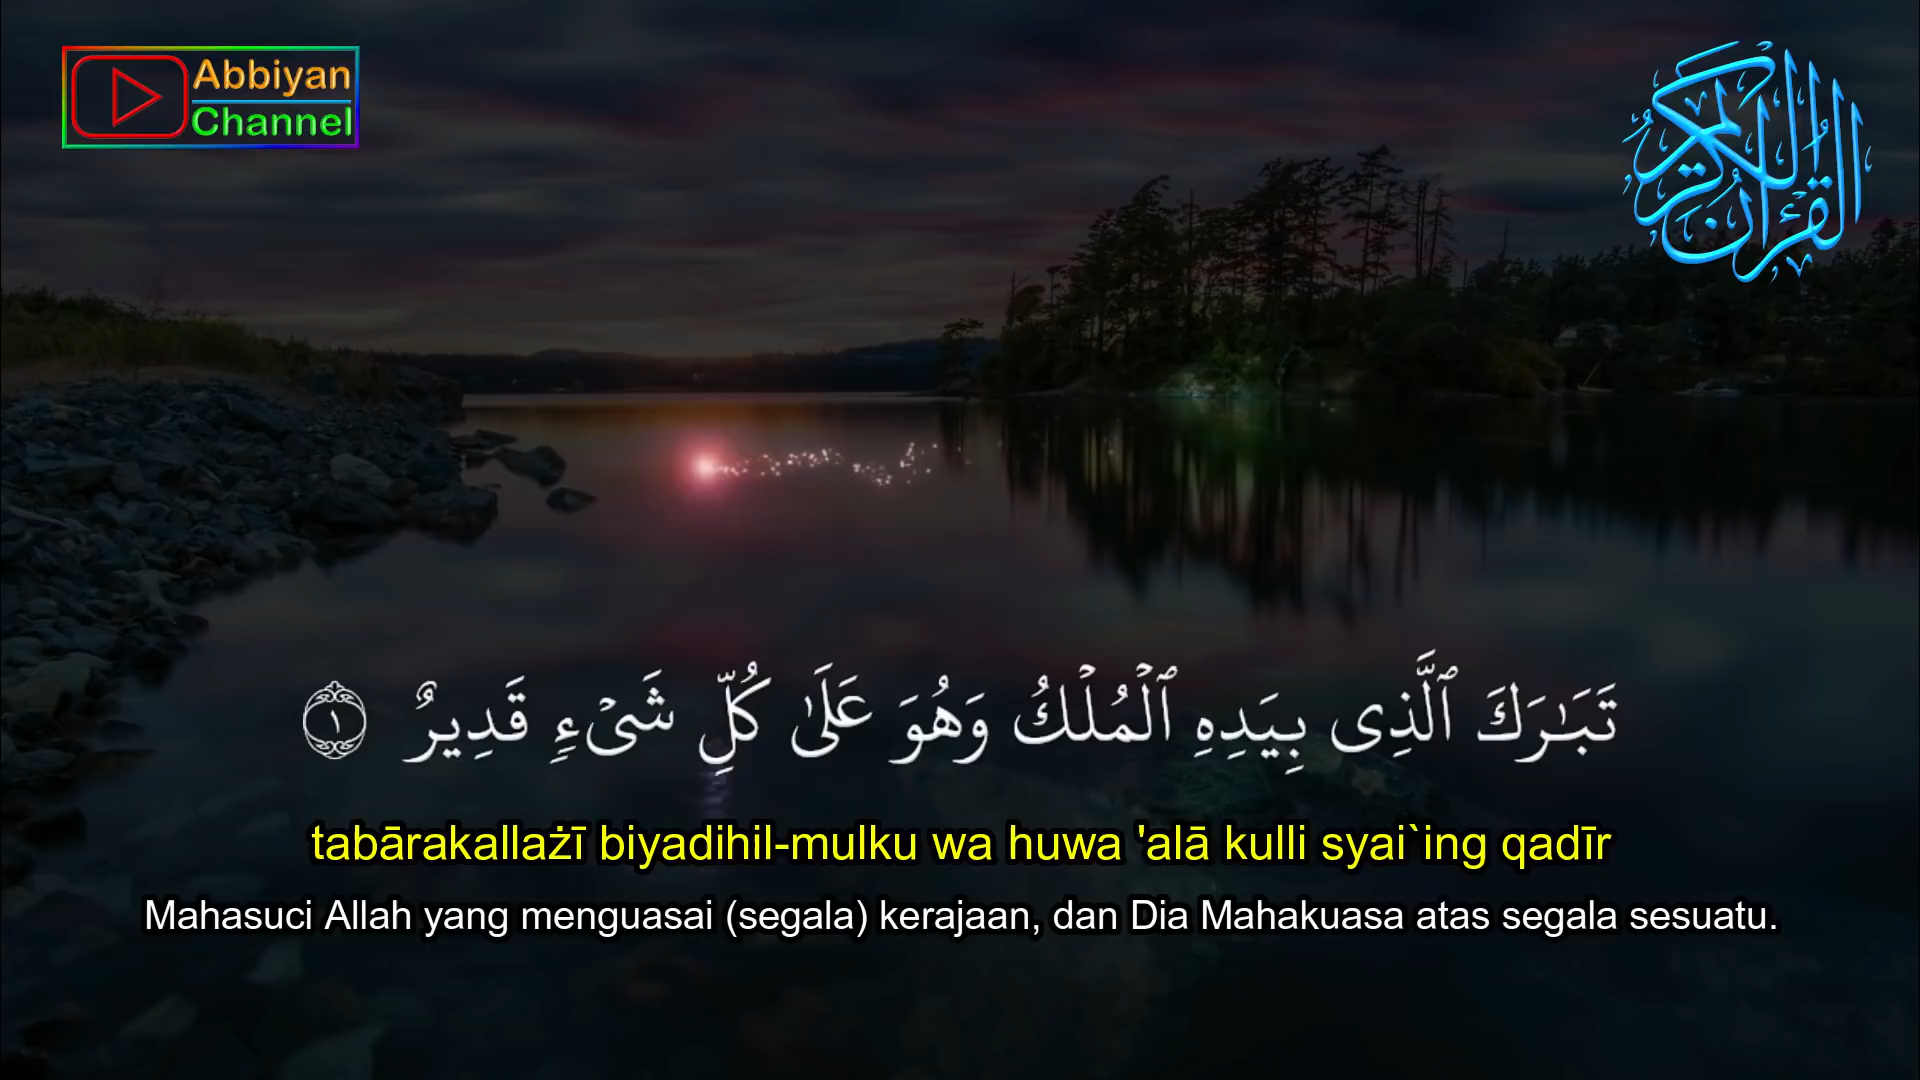 Abbiyan
Channel
القرآن الكريم
تَبَـٰرَكَ ٱلَّذِى بِيَدِهِ ٱلْمُلْكُ وَهُوَ عَلَىٰ كُلِّ شَىْءٍ قَدِيرٌ ١
tabārakallażī biyadihil-mulku wa huwa 'alā kulli syai`ing qadīr
Mahasuci Allah yang menguasai (segala) kerajaan, dan Dia Mahakuasa atas segala sesuatu.